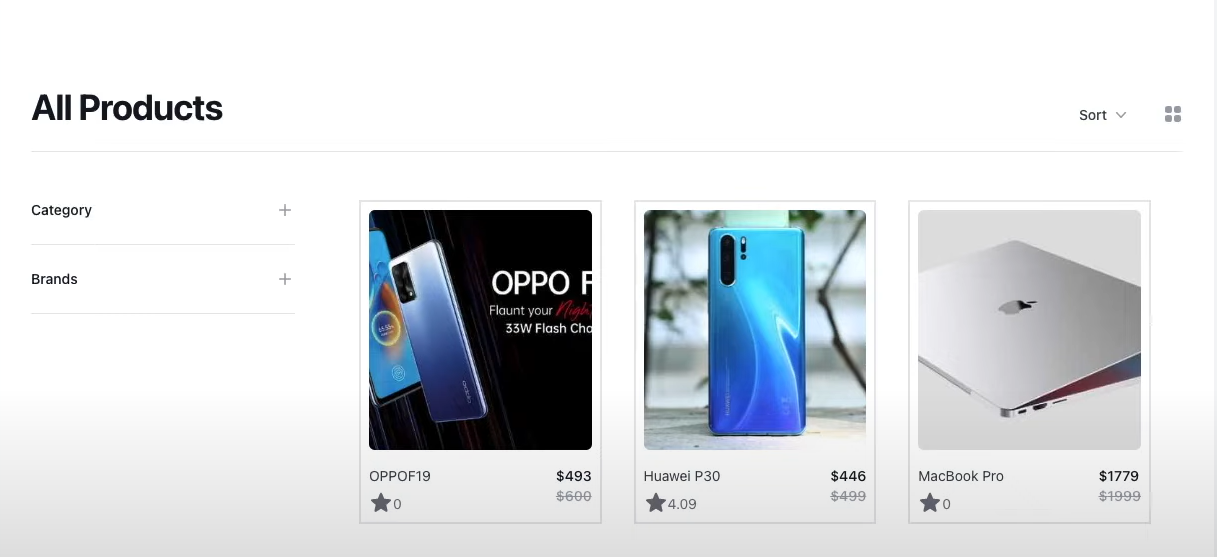 All Products
Sort
Category
Brands
OPPO F
Flaunt your Nigh
33W Flash Cha
OPPOF19 $493
0 $600
Huawei P30 $446
4.09 $499
MacBook Pro $1779
0 $1999